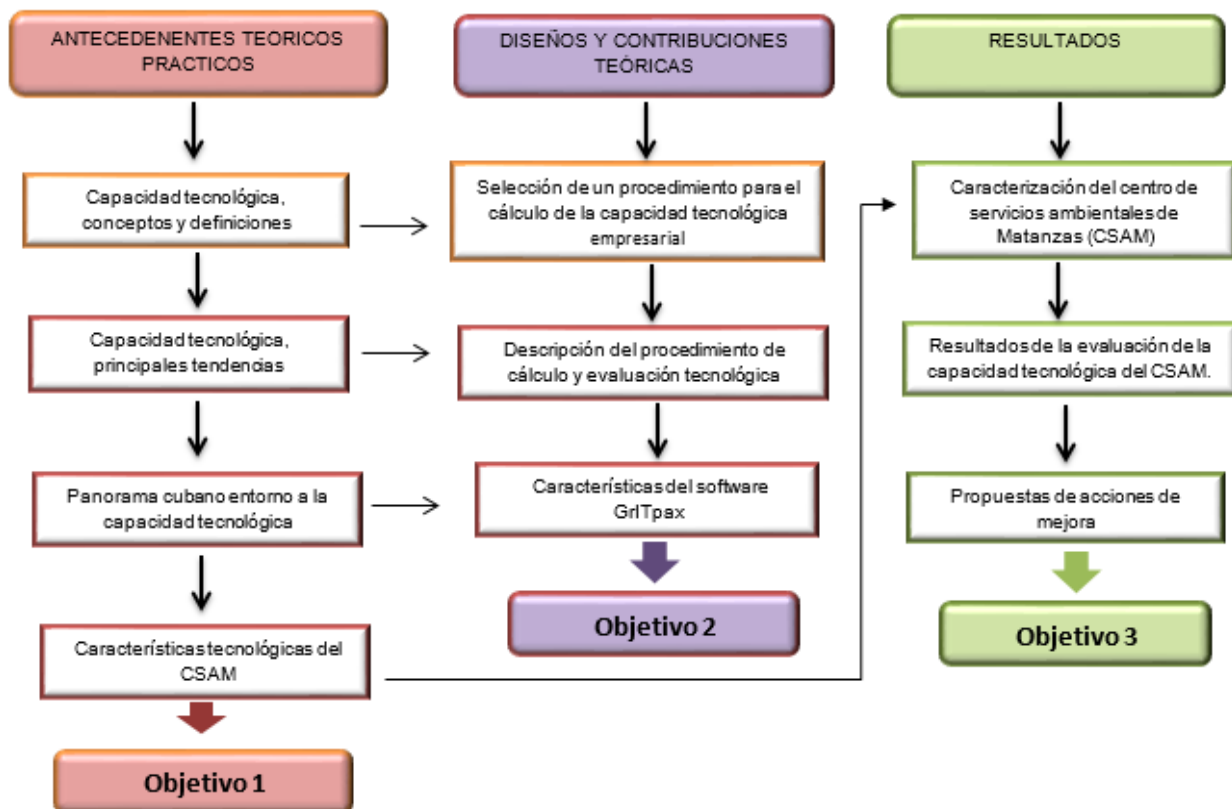 ANTECEDENENTES TEORICOS
PRACTICOS
Capacidad tecnológica,
conceptos y definiciones
Capacidad tecnológica,
principales tendencias
Panorama cubano entorno a la
capacidad tecnológica
Características tecnológicas del
CSAM
Objetivo 1
DISEÑOS Y CONTRIBUCIONES
TEÓRICAS
Selección de un procedimiento para el
cálculo de la capacidad tecnológica
empresarial
Descripción del procedimiento de
cálculo y evaluación tecnológica
Características del software
GrITpax
Objetivo 2
RESULTADOS
Caracterización del centro de
servicios ambientales de
Matanzas (CSAM)
Resultados de la evaluación de la
capacidad tecnológica del CSAM.
Propuestas de acciones de
mejora
Objetivo 3